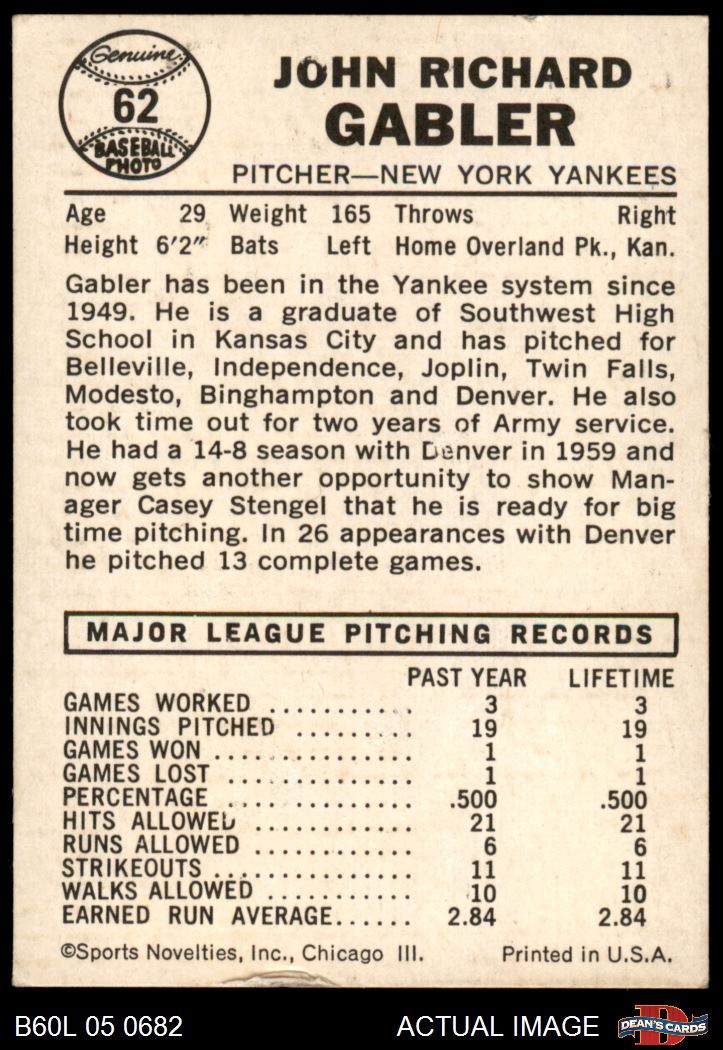 Genuine
62
BASEBALL
PHOTO
JOHN RICHARD
GABLER
PITCHER—NEW YORK YANKEES
Age 29 Weight 165 Throws Right
Height 6'2" Bats Left Home Overland Pk., Kan.
Gabler has been in the Yankee system since
1949. He is a graduate of Southwest High
School in Kansas City and has pitched for
Belleville, Independence, Joplin, Twin Falls,
Modesto, Binghampton and Denver. He also
took time out for two years of Army service.
He had a 14-8 season with Denver in 1959 and
now gets another opportunity to show Man-
ager Casey Stengel that he is ready for big
time pitching. In 26 appearances with Denver
he pitched 13 complete games.
MAJOR LEAGUE PITCHING RECORDS
PAST YEAR LIFETIME
GAMES WORKED ............ 3 3
INNINGS PITCHED ......... 19 19
GAMES WON ............... 1 1
GAMES LOST .............. 1 1
PERCENTAGE .............. .500 .500
HITS ALLOWED ............ 21 21
RUNS ALLOWED ............ 6 6
STRIKEOUTS ............... 11 11
WALKS ALLOWED ........... 10 10
EARNED RUN AVERAGE...... 2.84 2.84
©Sports Novelties, Inc., Chicago Ill. Printed in U.S.A.
B60L 05 0682 ACTUAL IMAGE DEAN'S CARDS